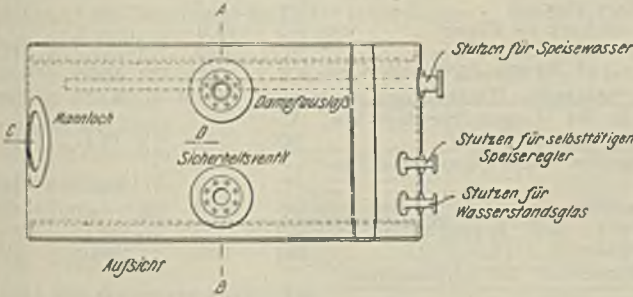 A
Stutzen für Speisewasser
Mannloch
Dampfauslaß
C
D
Sicherheitsventil
Stutzen für selbsttätigen
Speiseregler
Stutzen für
Wasserstandsglas
Aufsicht
B